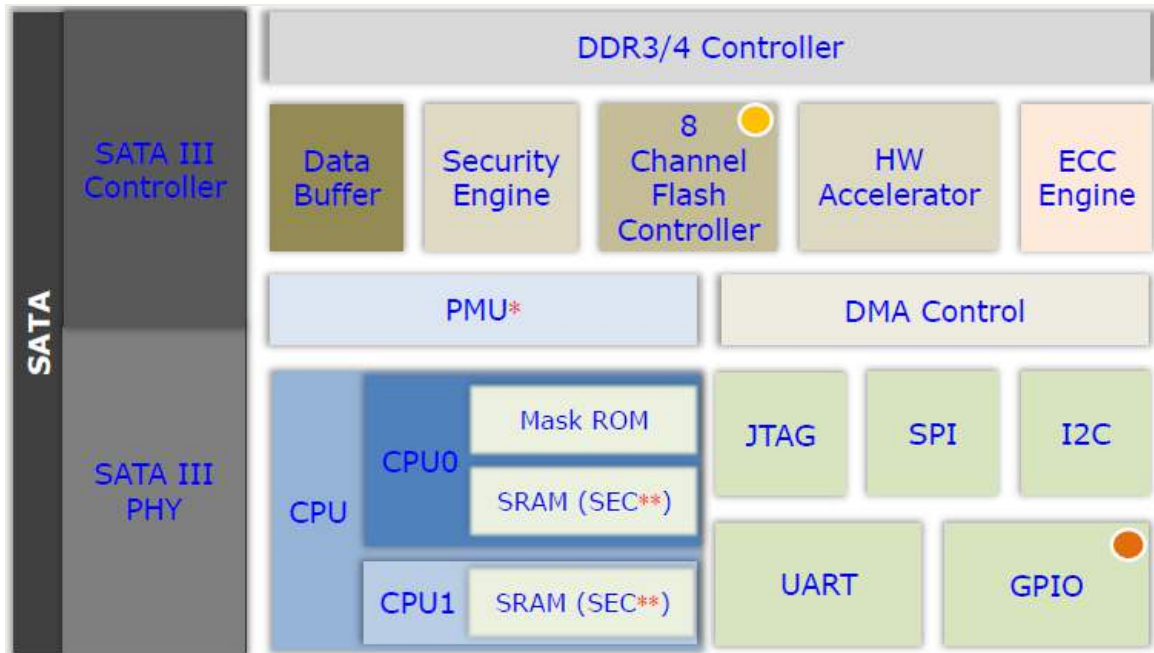 SATA
SATA III
Controller
SATA III
PHY
DDR3/4 Controller
Data
Buffer
Security
Engine
8
Channel
Flash
Controller
HW
Accelerator
ECC
Engine
PMU*
DMA Control
CPU
CPU0
Mask ROM
SRAM (SEC**)
CPU1
SRAM (SEC**)
JTAG
SPI
I2C
UART
GPIO